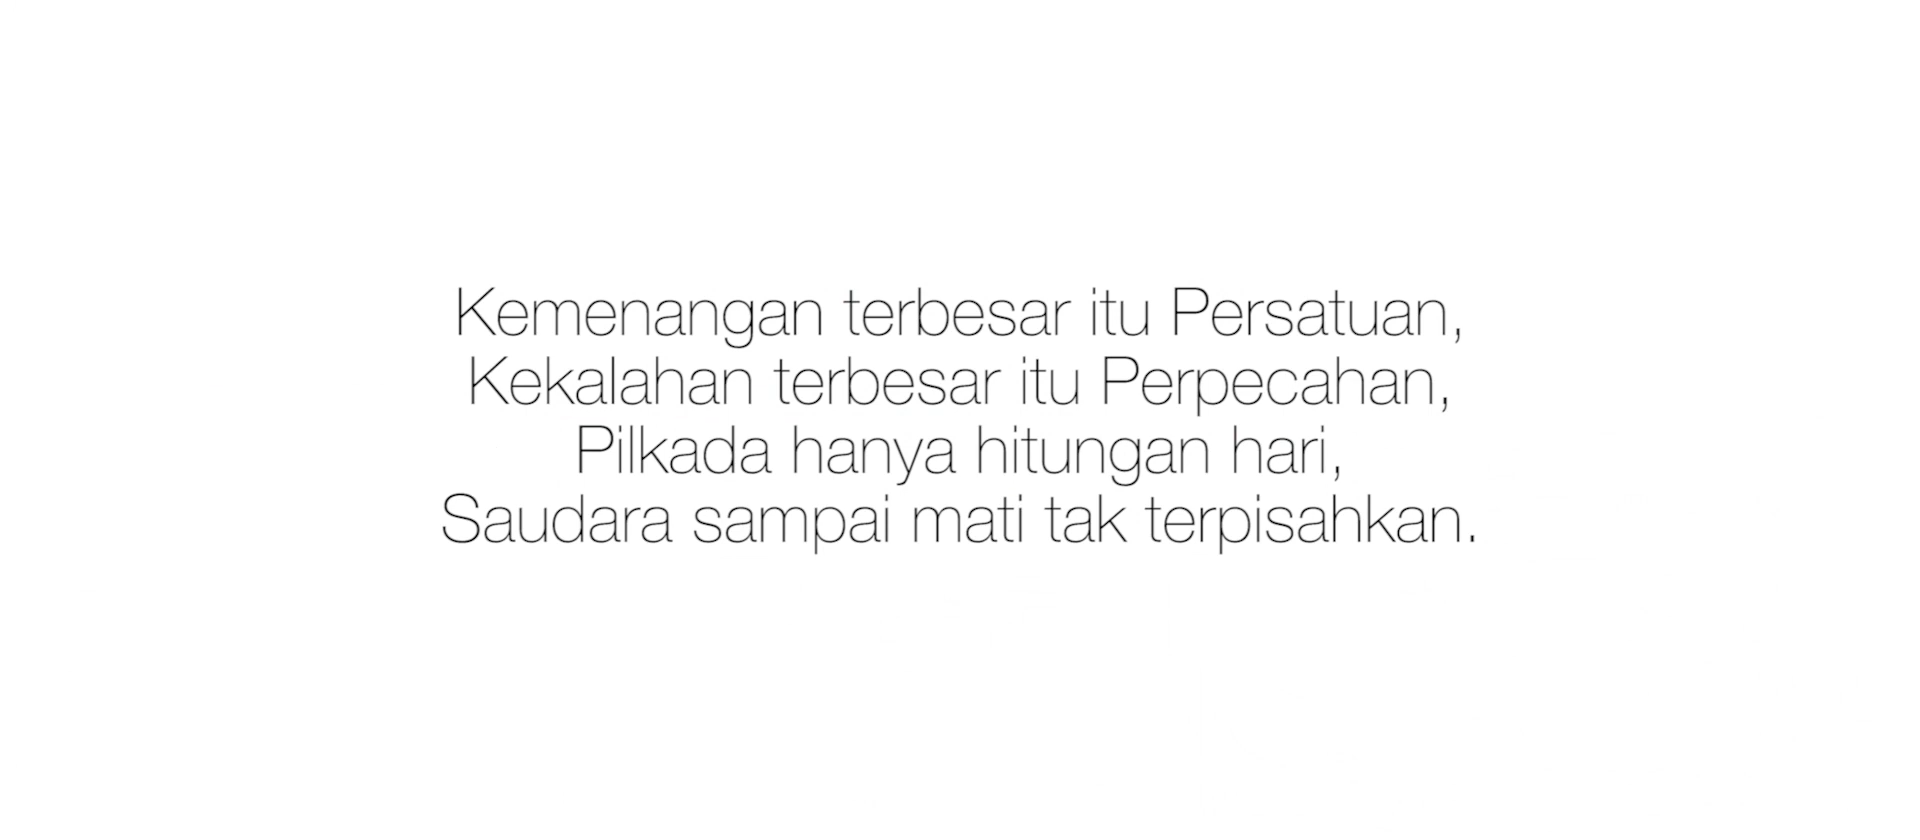 Kemenangan terbesar itu Persatuan,
Kekalahan terbesar itu Perpecahan,
Pilkada hanya hitungan hari,
Saudara sampai mati tak terpisahkan.